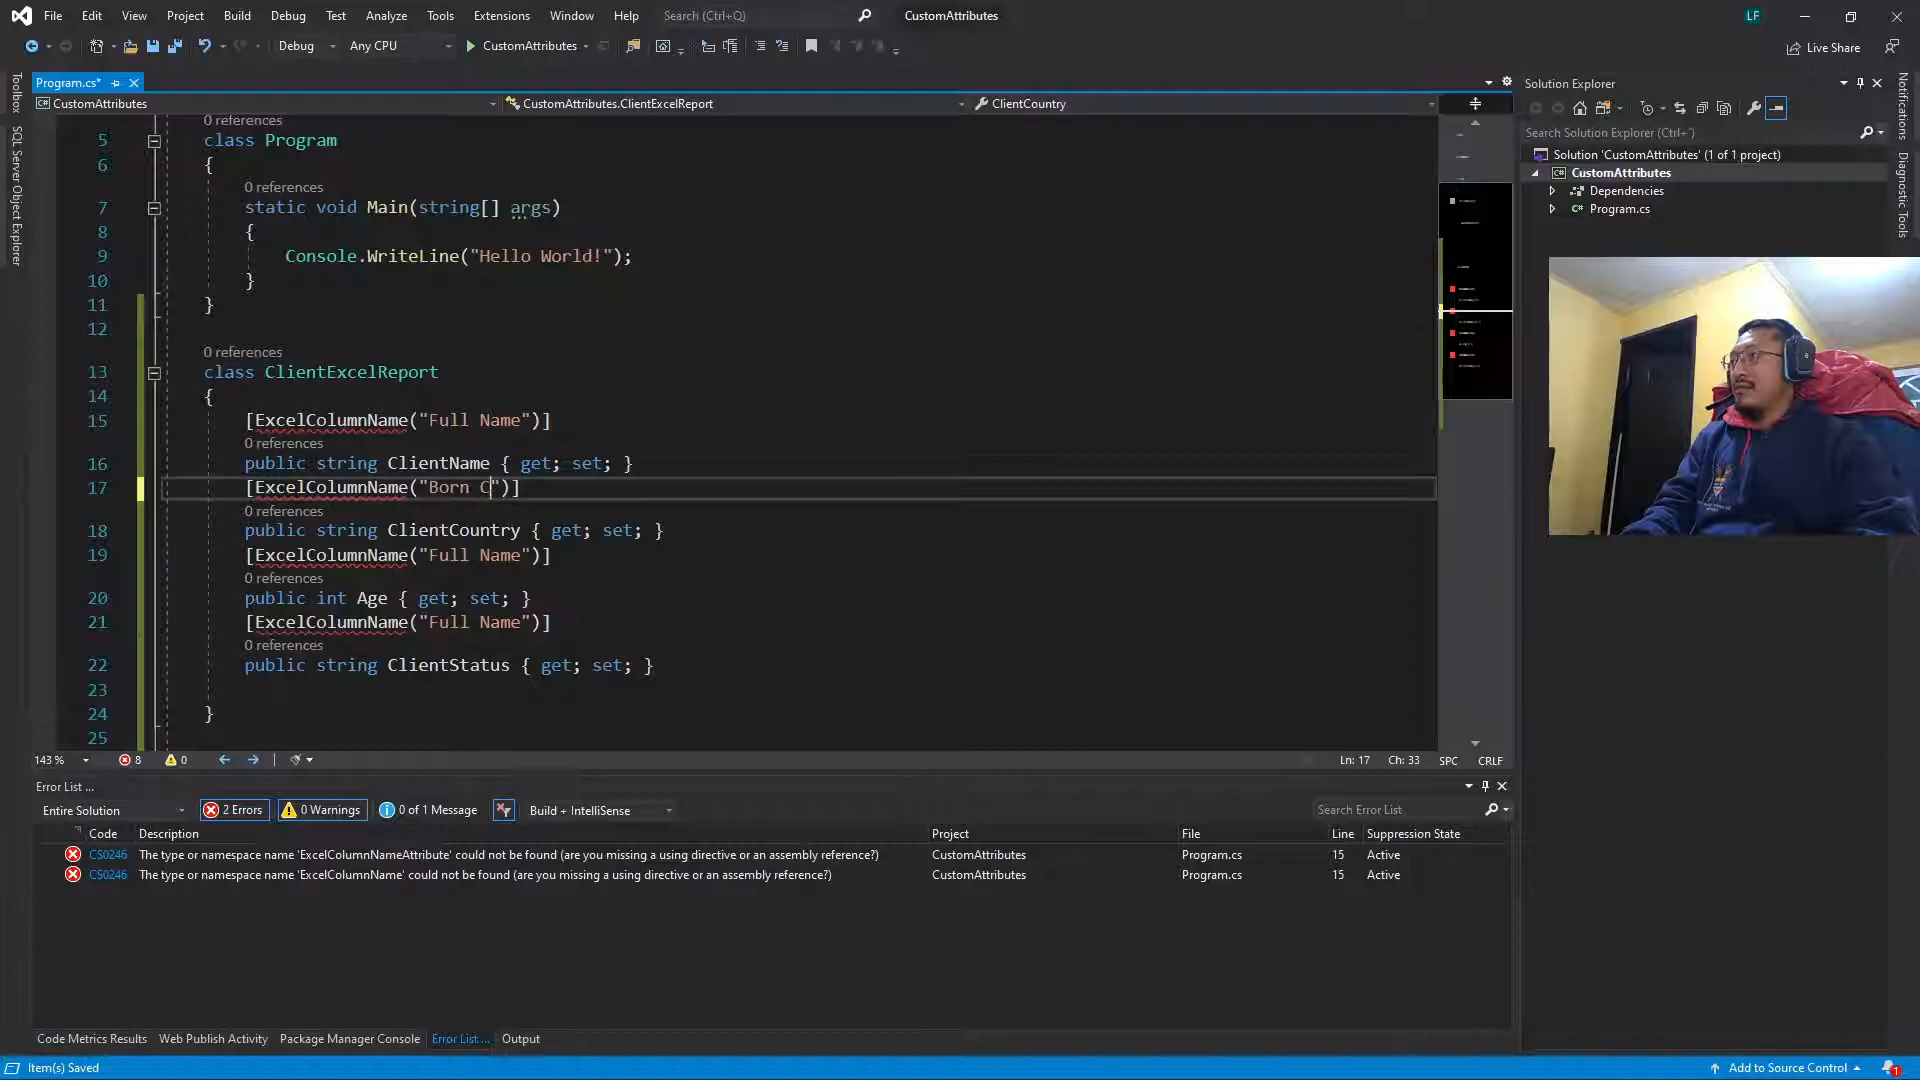 File Edit View Project Build Debug Test Analyze Tools Extensions Window Help Search (Ctrl+Q) CustomAttributes LF
Debug Any CPU CustomAttributes Live Share
Program.cs*
CustomAttributes CustomAttributes.ClientExcelReport ClientCountry
Toolbox
SQL Server Object Explorer
0 references
5 class Program
6 {
0 references
7 static void Main(string[] args)
8 {
9 Console.WriteLine("Hello World!");
10 }
11 }
12
0 references
13 class ClientExcelReport
14 {
15 [ExcelColumnName("Full Name")]
0 references
16 public string ClientName { get; set; }
17 [ExcelColumnName("Born C")]
0 references
18 public string ClientCountry { get; set; }
19 [ExcelColumnName("Full Name")]
0 references
20 public int Age { get; set; }
21 [ExcelColumnName("Full Name")]
0 references
22 public string ClientStatus { get; set; }
23
24 }
25
143 % 8 0 Ln: 17 Ch: 33 SPC CRLF
Error List ...
Entire Solution 2 Errors 0 Warnings 0 of 1 Message Build + IntelliSense Search Error List
Code Description Project File Line Suppression State
CS0246 The type or namespace name 'ExcelColumnNameAttribute' could not be found (are you missing a using directive or an assembly reference?) CustomAttributes Program.cs 15 Active
CS0246 The type or namespace name 'ExcelColumnName' could not be found (are you missing a using directive or an assembly reference?) CustomAttributes Program.cs 15 Active
Code Metrics Results Web Publish Activity Package Manager Console Error List ... Output
Item(s) Saved Add to Source Control 1
Solution Explorer
Search Solution Explorer (Ctrl+¨)
Solution 'CustomAttributes' (1 of 1 project)
CustomAttributes
Dependencies
C# Program.cs
Notifications
Diagnostic Tools